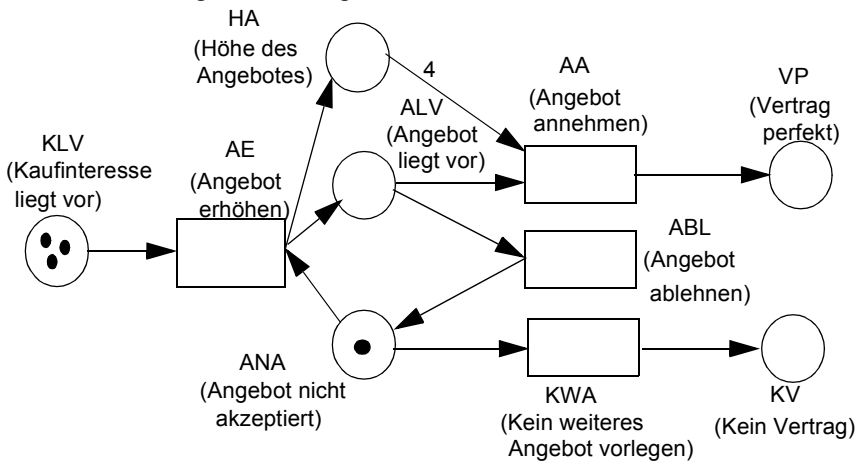 HA
(Höhe des
Angebotes)
4
AA
(Angebot
annehmen)
VP
(Vertrag
perfekt)
ALV
(Angebot
liegt vor)
KLV
(Kaufinteresse
liegt vor)
AE
(Angebot
erhöhen)
ABL
(Angebot
ablehnen)
ANA
(Angebot nicht
akzeptiert)
KWA
(Kein weiteres
Angebot vorlegen)
KV
(Kein Vertrag)